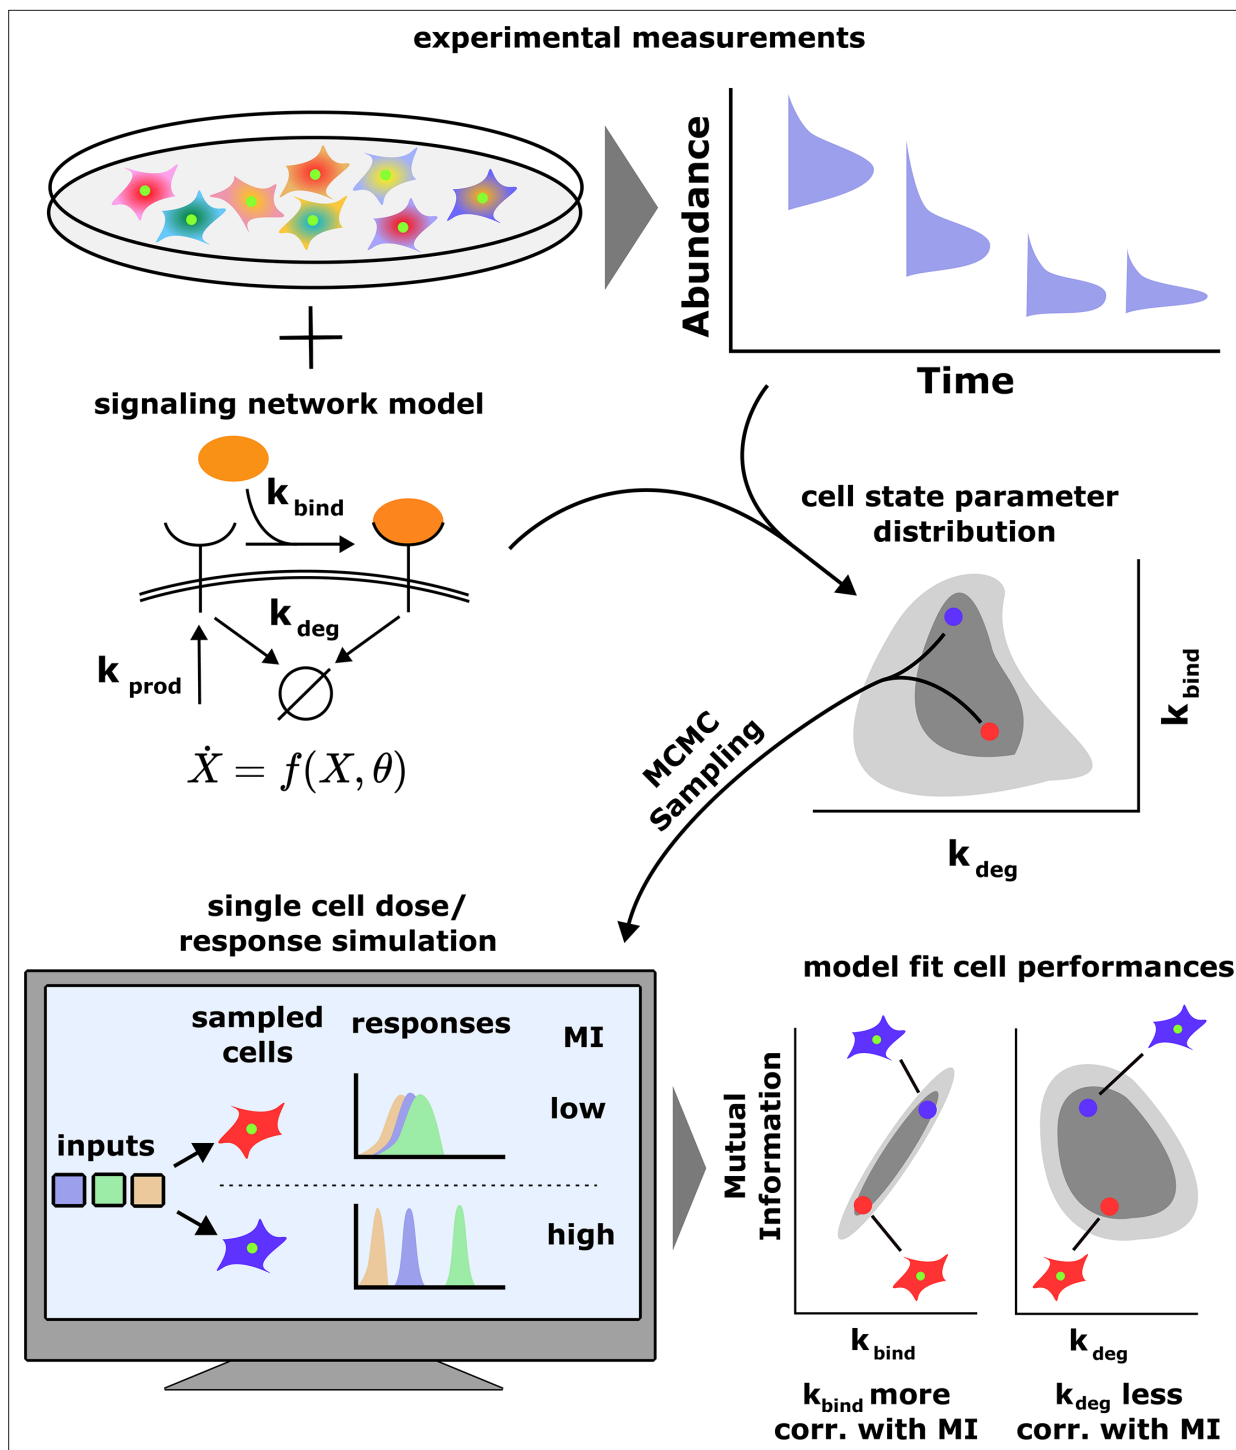 experimental measurements
Abundance
Time
signaling network model
k bind
k deg
k prod
Ẋ = f(X, θ)
cell state parameter
distribution
k bind
k deg
MCMC
Sampling
single cell dose/
response simulation
sampled
cells
responses
MI
low
inputs
high
model fit cell performances
Mutual
Information
k bind
k deg
k bind more
corr. with MI
k deg less
corr. with MI